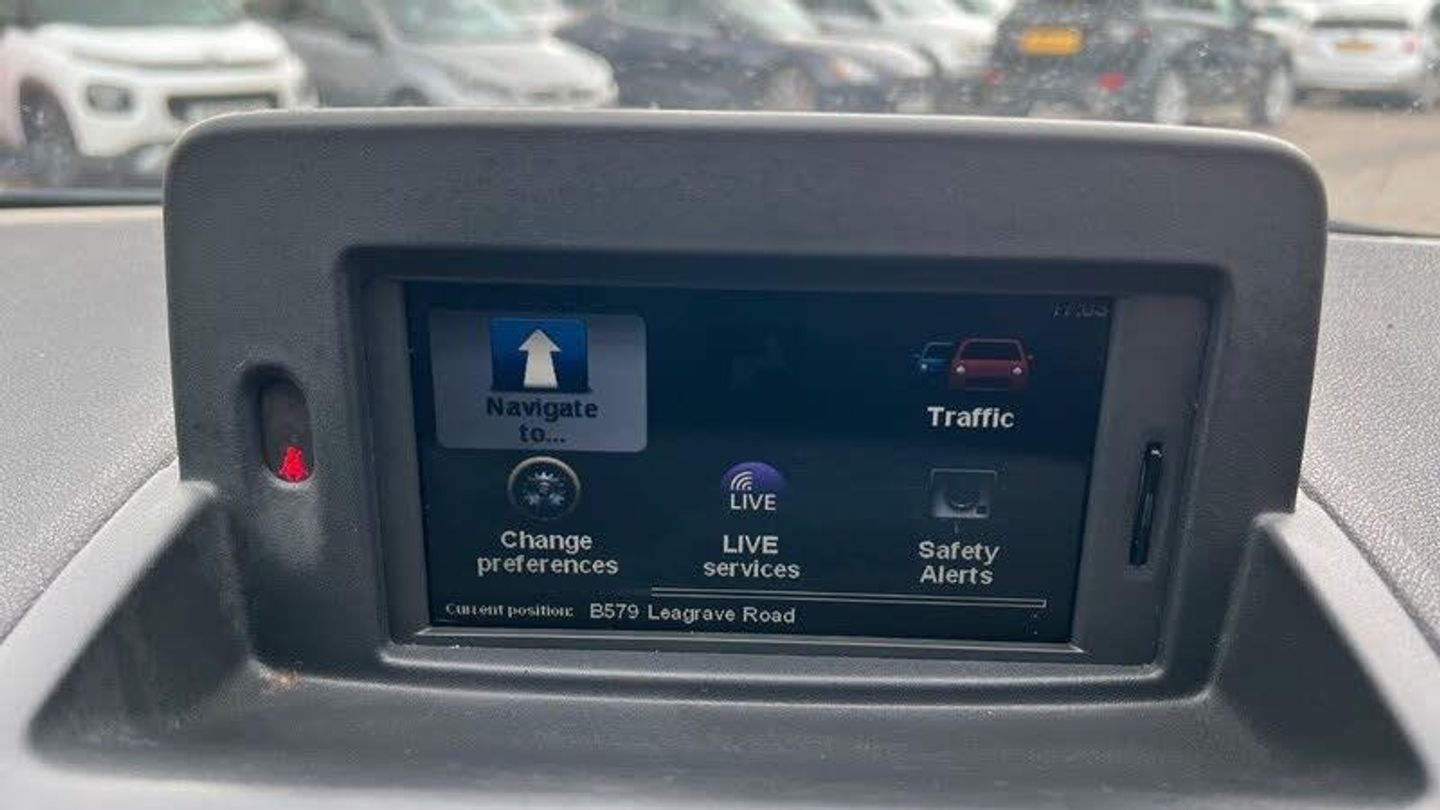 Navigate
to...
Traffic
LIVE
Change
preferences
LIVE
services
Safety
Alerts
Current position: B579 Leagrave Road